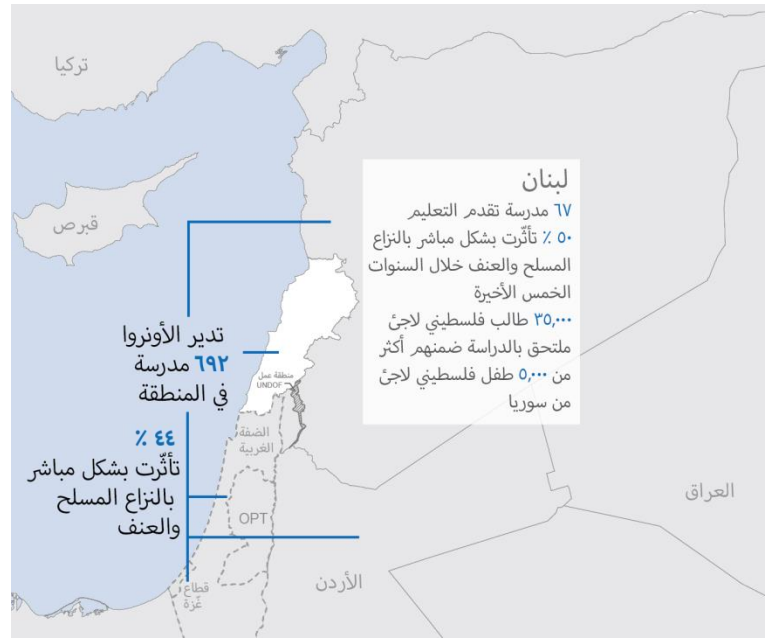 تركيا
قبرص
لبنان
٦٧ مدرسة تقدم التعليم
٥٠ ٪ تأثّرت بشكل مباشر بالنزاع
المسلح والعنف خلال السنوات
الخمس الأخيرة
٣٥,٠٠٠ طالب فلسطيني لاجئ
ملتحق بالدراسة ضمنهم أكثر
من ٥,٠٠٠ طفل فلسطيني لاجئ
من سوريا
تدير الأونروا
٦٩٢ مدرسة
في المنطقة
منطقة عمل
UNDOF
الضفة
الغربية
٤٤ ٪
تأثّرت بشكل مباشر
بالنزاع المسلح
والعنف
OPT
العراق
الأردن
قطاع
غزة